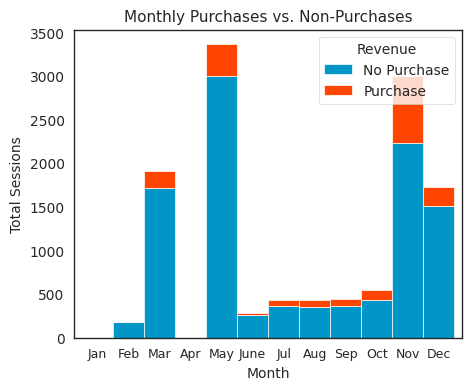 Monthly Purchases vs. Non-Purchases
Revenue
No Purchase
Purchase
Total Sessions
3500
3000
2500
2000
1500
1000
500
0
Jan Feb Mar Apr May June Jul Aug Sep Oct Nov Dec
Month